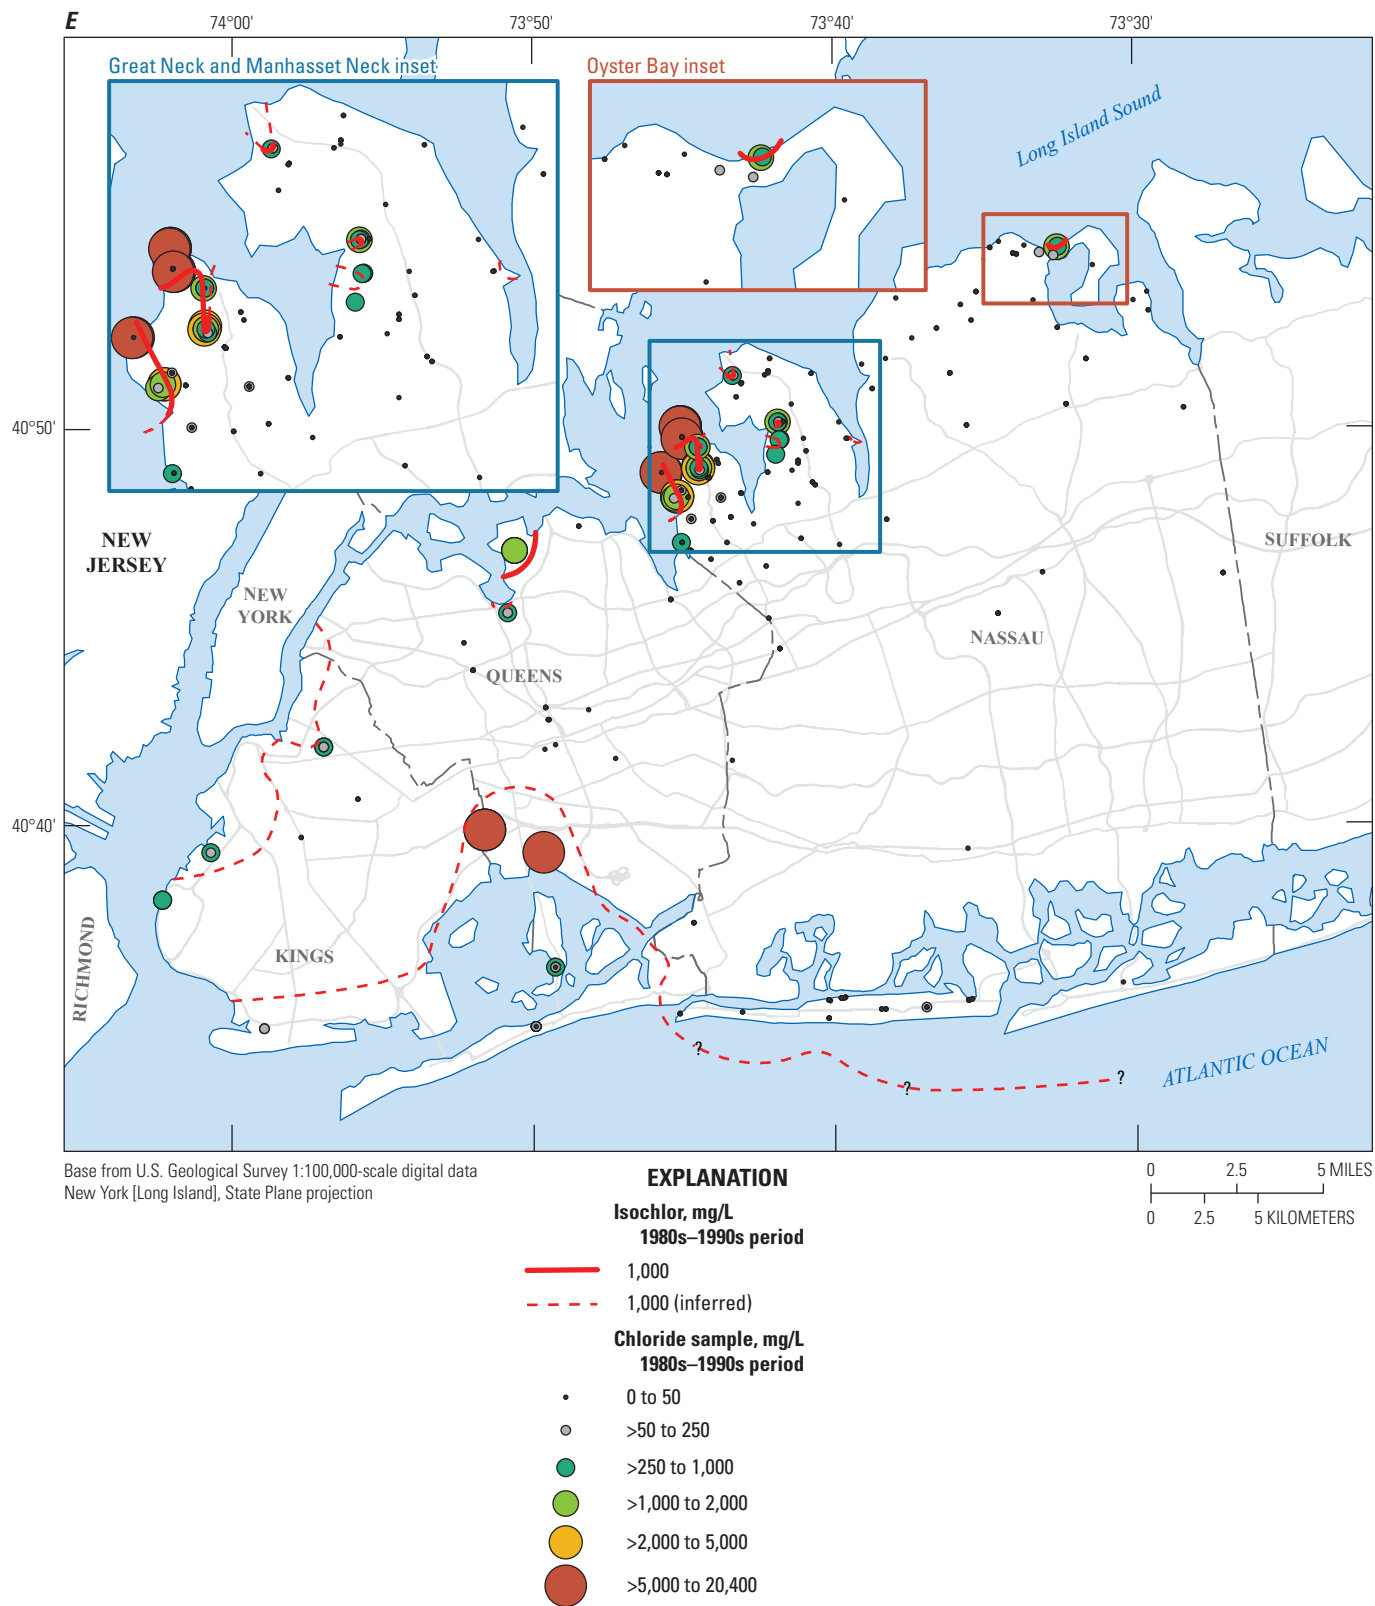 E
74°00'
73°50'
73°40'
73°30'
Great Neck and Manhasset Neck inset
Oyster Bay inset
Long Island Sound
40°50'
NEW
JERSEY
NEW
YORK
SUFFOLK
NASSAU
QUEENS
40°40'
KINGS
RICHMOND
?
?
?
ATLANTIC OCEAN
Base from U.S. Geological Survey 1:100,000-scale digital data
New York [Long Island], State Plane projection
0 2.5 5 MILES
0 2.5 5 KILOMETERS
EXPLANATION
Isochlor, mg/L
1980s–1990s period
1,000
1,000 (inferred)
Chloride sample, mg/L
1980s–1990s period
0 to 50
>50 to 250
>250 to 1,000
>1,000 to 2,000
>2,000 to 5,000
>5,000 to 20,400